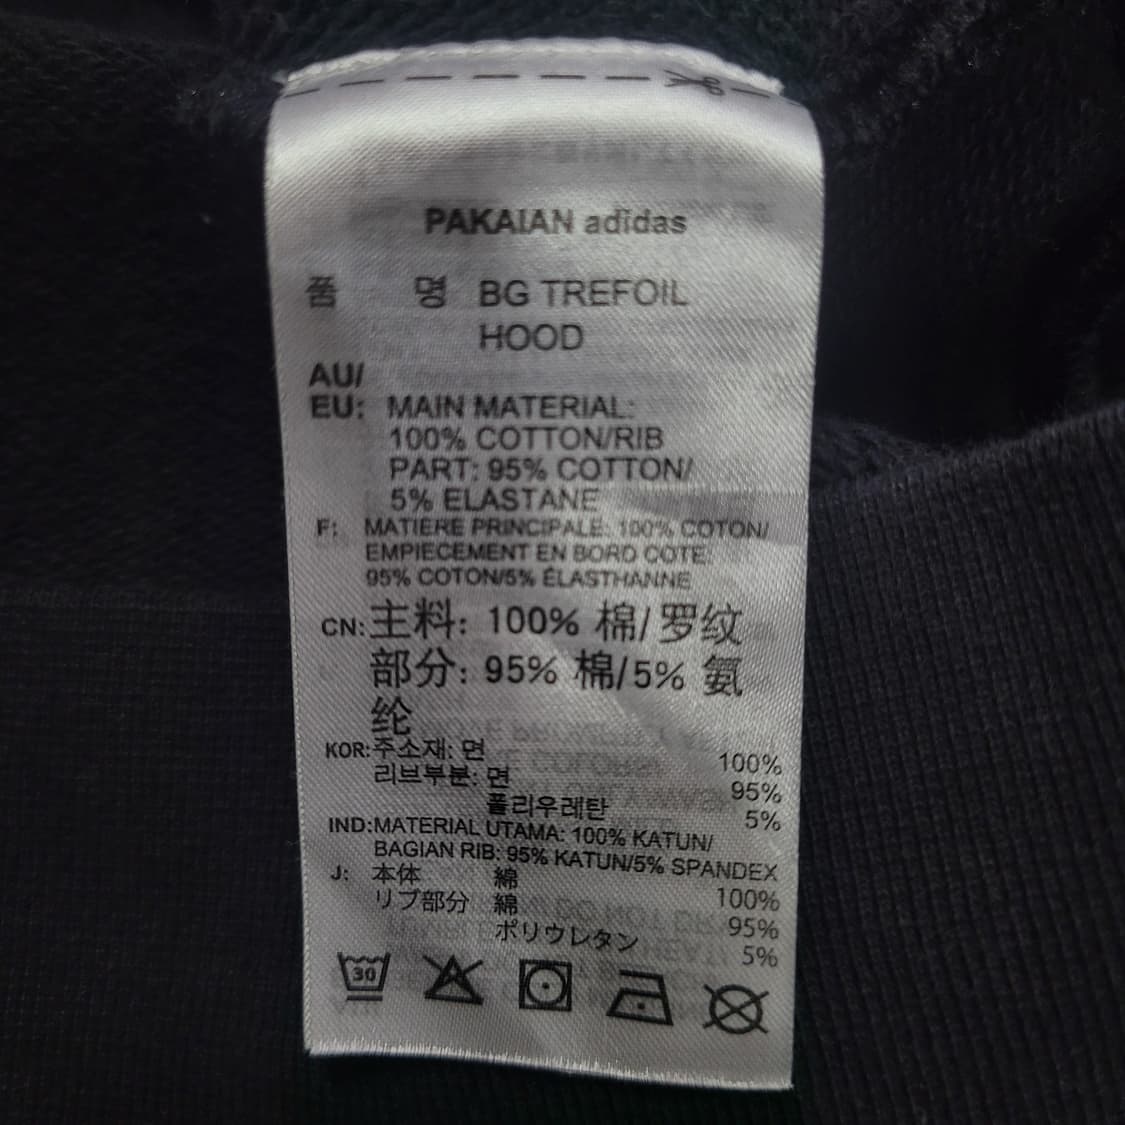 PAKAIAN adidas
품 명 BG TREFOIL
HOOD
AU/
EU: MAIN MATERIAL:
100% COTTON/RIB
PART: 95% COTTON/
5% ELASTANE
F: MATIÈRE PRINCIPALE: 100% COTON/
EMPIECEMENT EN BORD COTE:
95% COTON/5% ÉLASTHANNE
CN: 主料: 100% 棉/罗纹
部分: 95% 棉/5% 氨
纶
KOR: 주소재: 면 100%
리브부분: 면 95%
폴리우레탄 5%
IND: MATERIAL UTAMA: 100% KATUN/
BAGIAN RIB: 95% KATUN/5% SPANDEX
J: 本体 綿 100%
リブ部分 綿 95%
ポリウレタン 5%
30